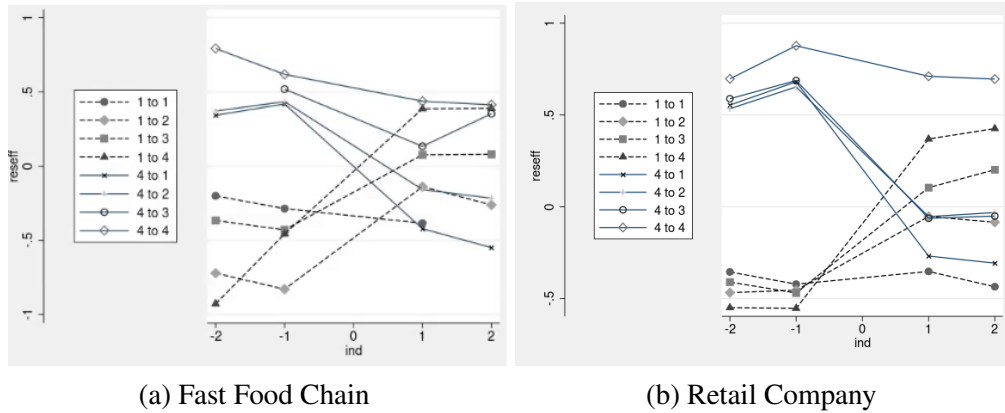 1
.5
0
-.5
-1
reseff
1 to 1
1 to 2
1 to 3
1 to 4
4 to 1
4 to 2
4 to 3
4 to 4
-2 -1 0 1 2
ind
(a) Fast Food Chain
1
.5
0
-.5
reseff
1 to 1
1 to 2
1 to 3
1 to 4
4 to 1
4 to 2
4 to 3
4 to 4
-2 -1 0 1 2
ind
(b) Retail Company